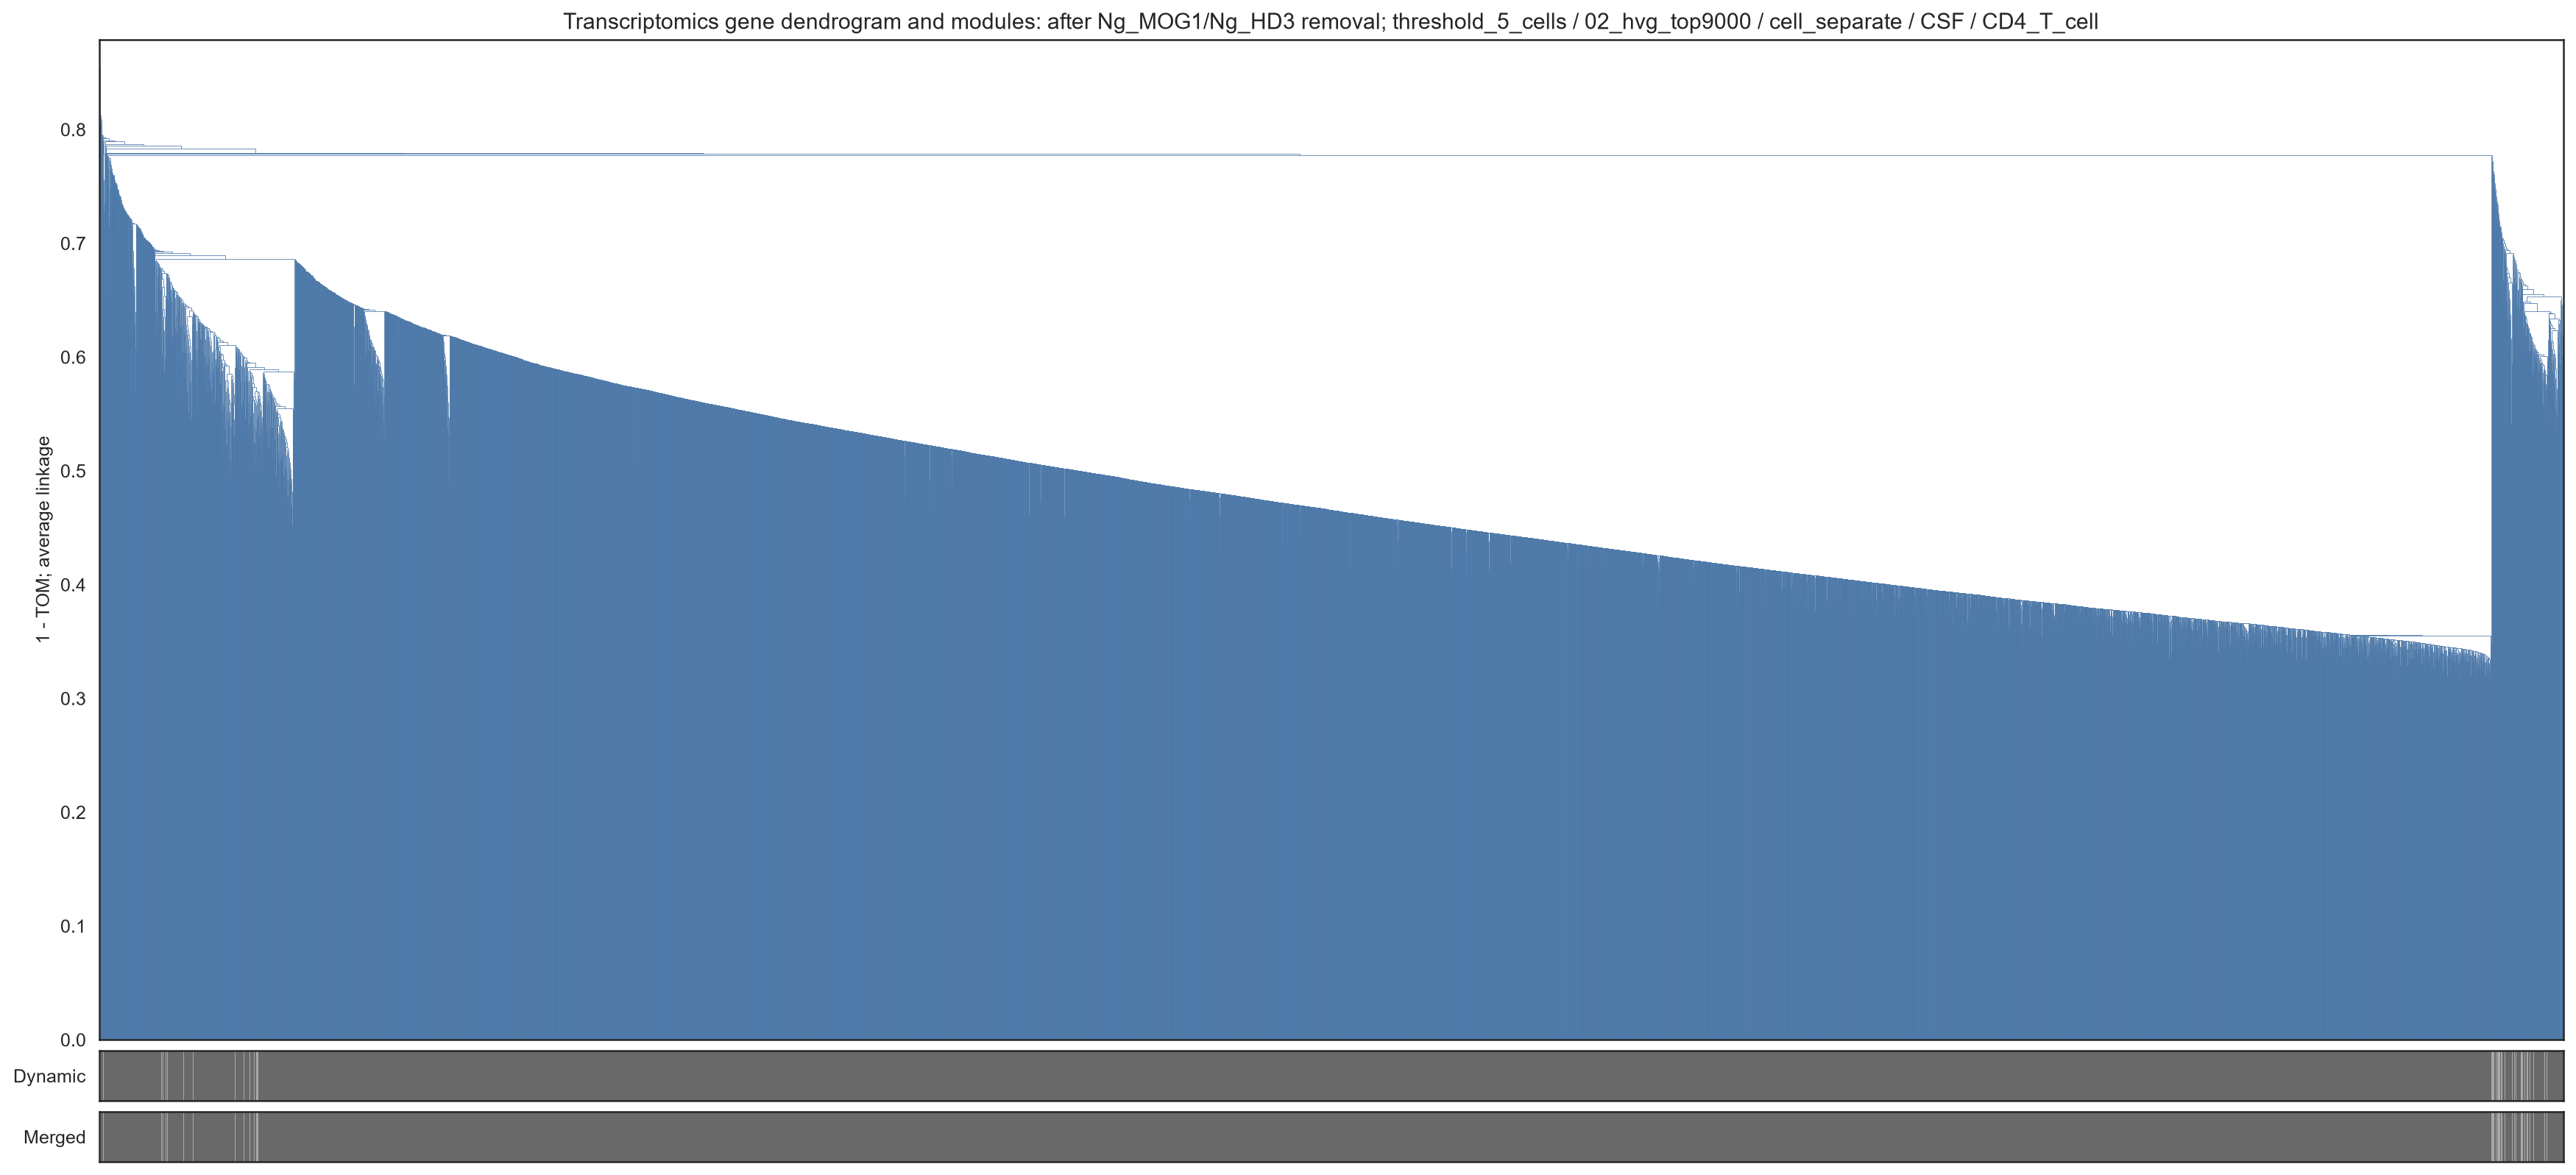 Transcriptomics gene dendrogram and modules: after Ng_MOG1/Ng_HD3 removal; threshold_5_cells / 02_hvg_top9000 / cell_separate / CSF / CD4_T_cell
1 - TOM; average linkage
0.8
0.7
0.6
0.5
0.4
0.3
0.2
0.1
0.0
Dynamic
Merged